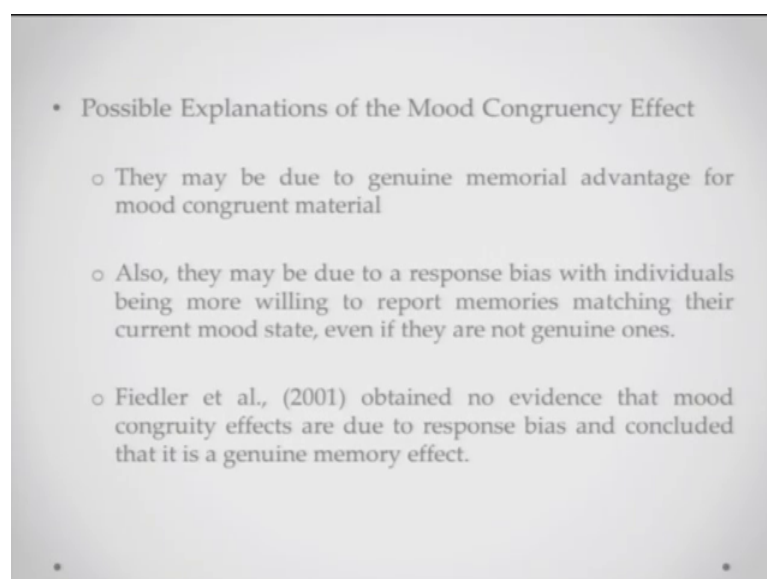 • Possible Explanations of the Mood Congruency Effect
o They may be due to genuine memorial advantage for
mood congruent material
o Also, they may be due to a response bias with individuals
being more willing to report memories matching their
current mood state, even if they are not genuine ones.
o Fiedler et al., (2001) obtained no evidence that mood
congruity effects are due to response bias and concluded
that it is a genuine memory effect.